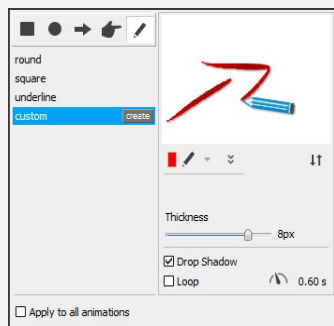 round
square
underline
custom create
Thickness
8px
Drop Shadow
Loop 0.60 s
Apply to all animations